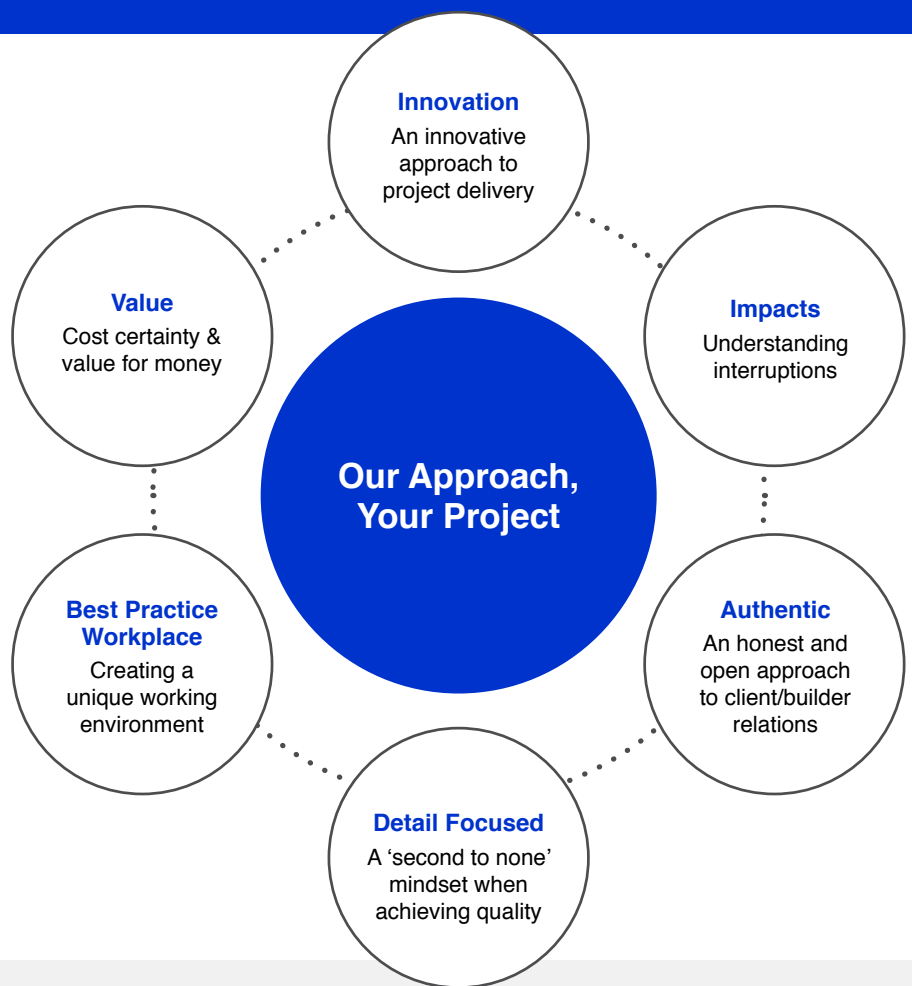 Innovation
An innovative
approach to
project delivery
Value
Cost certainty &
value for money
Impacts
Understanding
interruptions
Our Approach,
Your Project
Best Practice
Workplace
Creating a
unique working
environment
Authentic
An honest and
open approach
to client/builder
relations
Detail Focused
A ‘second to none’
mindset when
achieving quality